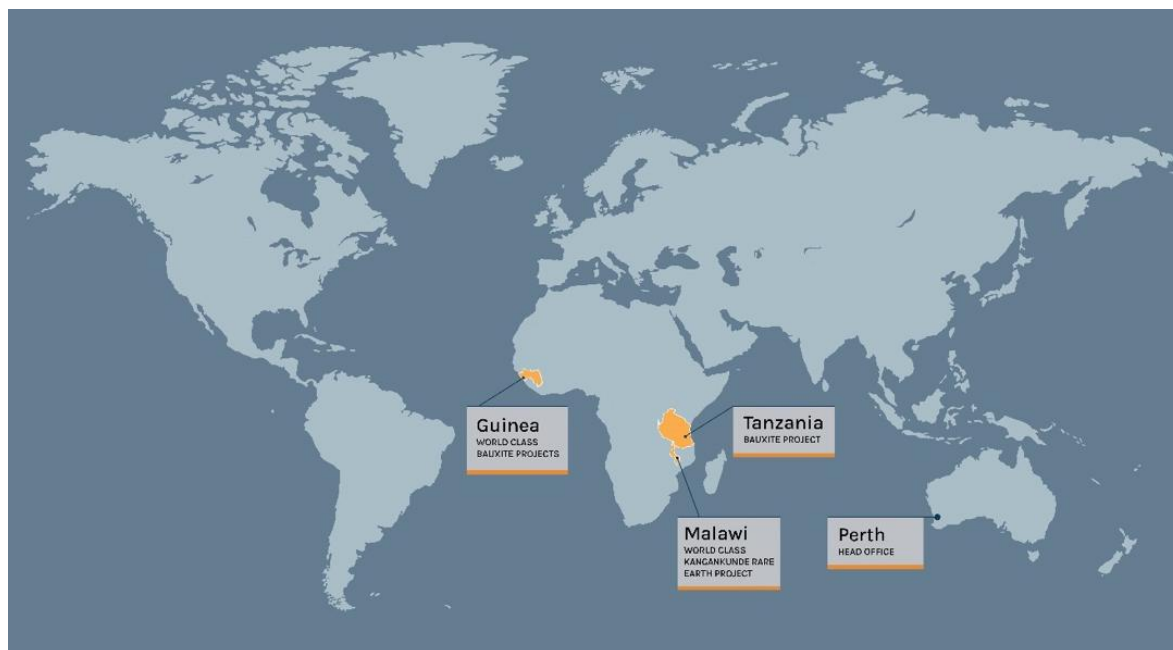 Guinea
WORLD CLASS
BAUXITE PROJECTS
Tanzania
BAUXITE PROJECT
Malawi
WORLD CLASS
KANGANKUNDE RARE
EARTH PROJECT
Perth
HEAD OFFICE